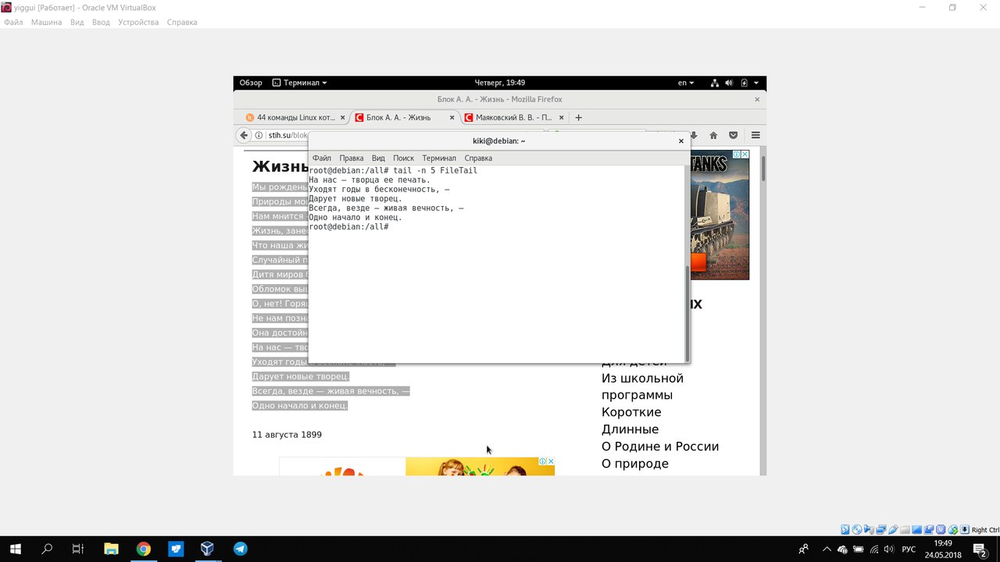 yiggui [Работает] - Oracle VM VirtualBox
Файл Машина Вид Ввод Устройства Справка
Обзор Терминал Четверг, 19:49 en
Блок А. А. - Жизнь - Mozilla Firefox
44 команды Linux кот... Блок А. А. - Жизнь Маяковский В. В. - П...
stih.su/blok
kiki@debian: ~
Файл Правка Вид Поиск Терминал Справка
root@debian:/all# tail -n 5 FileTail
На нас — творца ее печать.
Уходят годы в бесконечность, —
Дарует новые творец.
Всегда, везде — живая вечность, —
Одно начало и конец.
root@debian:/all#
Жизнь
Мы рождены
Природы мо
Нам мнится
Жизнь, зане
Что наша жи
Случайный п
Дитя миров
Обломок выш
О, нет! Горя
Не нам позна
Она достойн
На нас — тво
Уходят годы
Дарует новые творец.
Всегда, везде — живая вечность, —
Одно начало и конец.
11 августа 1899
TANKS
ых
Для детей
Из школьной
программы
Короткие
Длинные
О Родине и России
О природе
Right Ctrl
РУС
19:49
24.05.2018
2